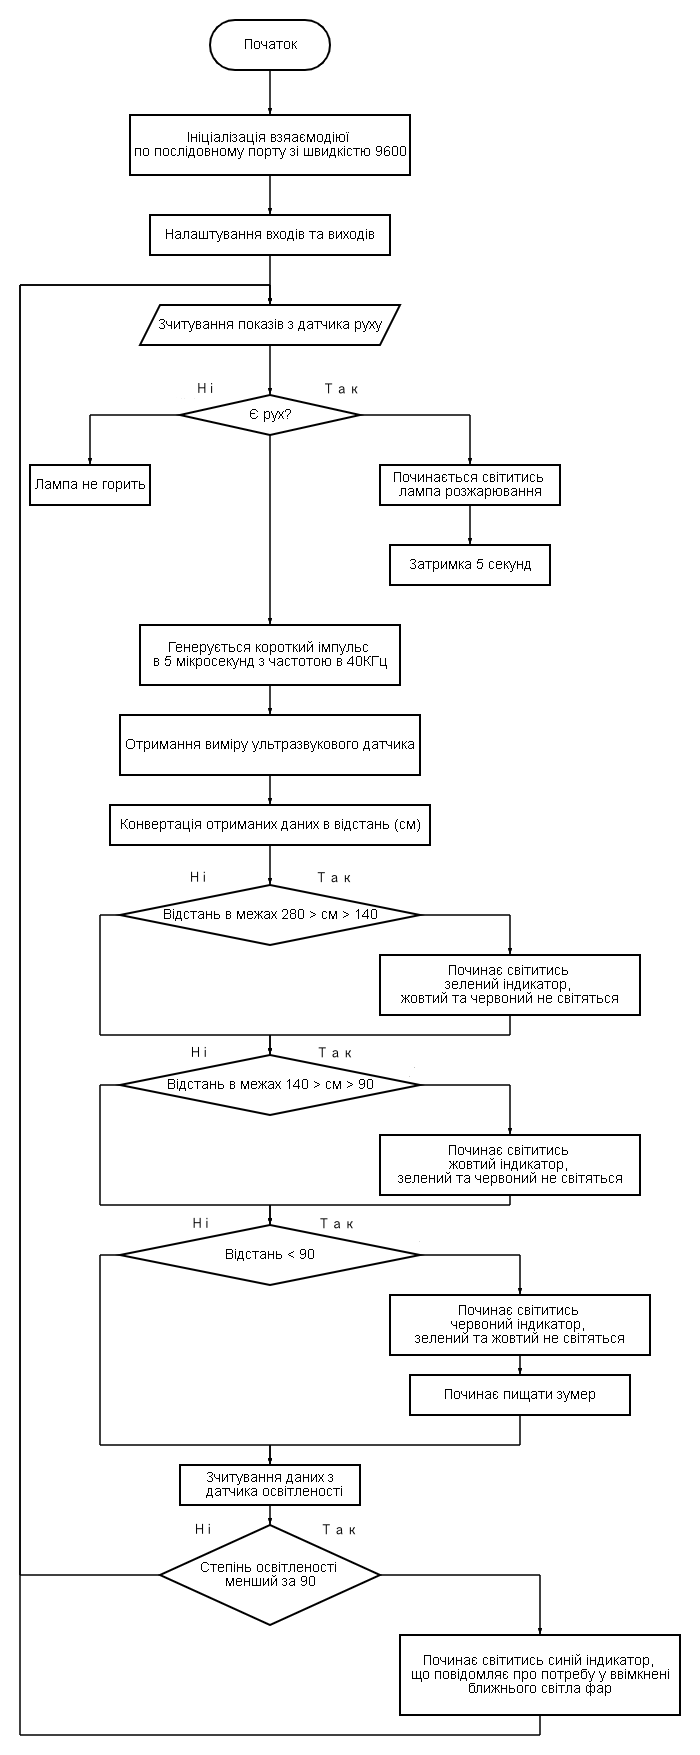 Початок
Ініціалізація взяаємодіюї
по послідовному порту зі швидкістю 9600
Налаштування входів та виходів
Зчитування показів з датчика руху
Ні
Так
Є рух?
Лампа не горить
Починається світитись
лампа розжарювання
Затримка 5 секунд
Генерується короткий імпульс
в 5 мікросекунд з частотою в 40КГц
Отримання виміру ультразвукового датчика
Конвертація отриманих даних в відстань (см)
Ні
Так
Відстань в межах 280 > см > 140
Починає світитись
зелений індикатор,
жовтий та червоний не світяться
Ні
Так
Відстань в межах 140 > см > 90
Починає світитись
жовтий індикатор,
зелений та червоний не світяться
Ні
Так
Відстань < 90
Починає світитись
червоний індикатор,
зелений та жовтий не світяться
Починає пищати зумер
Зчитування даних з
датчика освітленості
Ні
Так
Степінь освітленості
менший за 90
Починає світитись синій індикатор,
що повідомляє про потребу у ввімкнені
ближнього світла фар